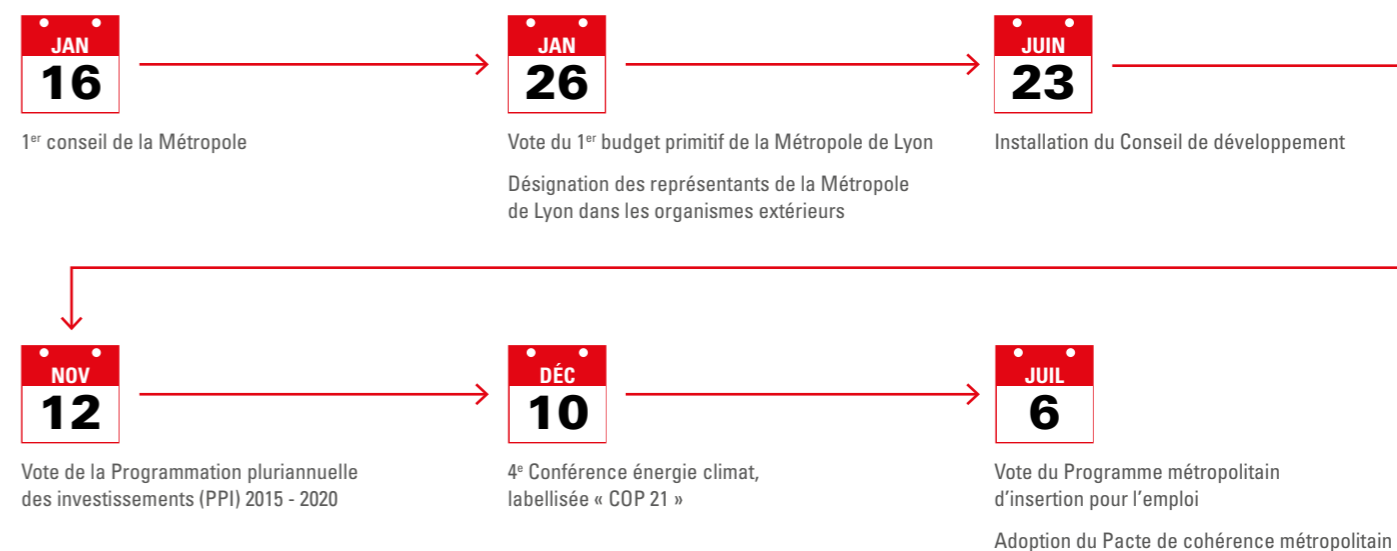 JAN
16
1er conseil de la Métropole
JAN
26
Vote du 1er budget primitif de la Métropole de Lyon
Désignation des représentants de la Métropole
de Lyon dans les organismes extérieurs
JUIN
23
Installation du Conseil de développement
NOV
12
Vote de la Programmation pluriannuelle
des investissements (PPI) 2015 - 2020
DÉC
10
4e Conférence énergie climat,
labellisée « COP 21 »
JUIL
6
Vote du Programme métropolitain
d’insertion pour l’emploi
Adoption du Pacte de cohérence métropolitain